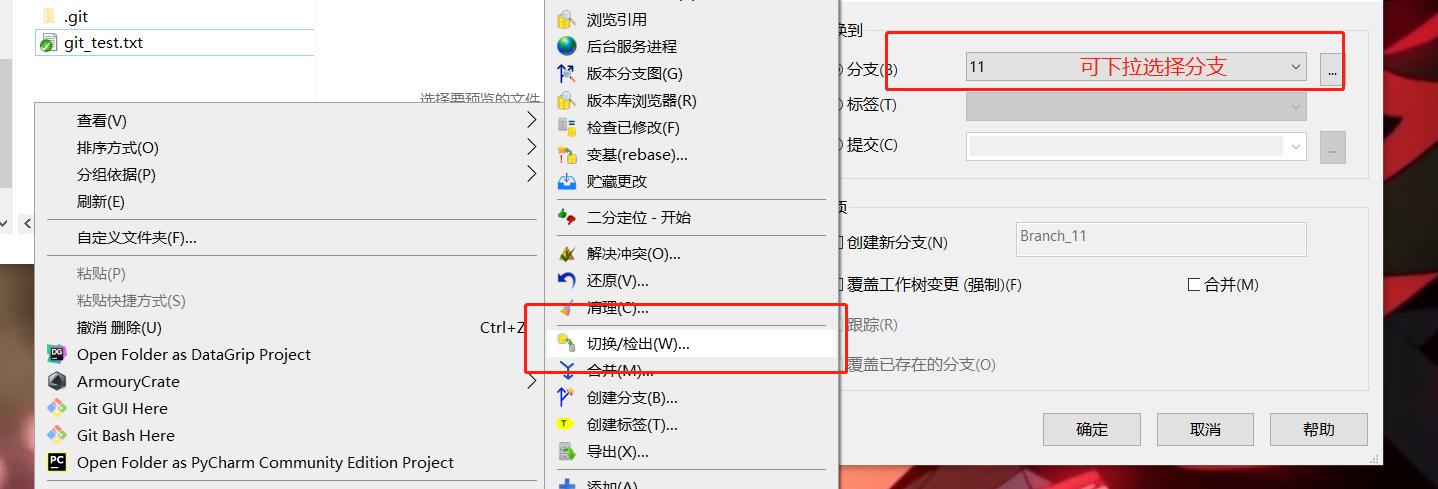 .git
git_test.txt
选择要预览的文件
查看(V)
排序方式(O)
分组依据(P)
刷新(E)
自定义文件夹(F)...
粘贴(P)
粘贴快捷方式(S)
撤消 删除(U) Ctrl+Z
Open Folder as DataGrip Project
ArmouryCrate
Git GUI Here
Git Bash Here
Open Folder as PyCharm Community Edition Project
浏览引用
后台服务进程
版本分支图(G)
版本库浏览器(R)
检查已修改(F)
变基(rebase)...
贮藏更改
二分定位 - 开始
解决冲突(O)...
还原(V)...
清理(C)...
切换/检出(W)...
合并(M)...
创建分支(B)...
创建标签(T)...
导出(X)...
添加(A)
换到
分支(B) 11 可下拉选择分支 ...
标签(T)
提交(C) ...
项
创建新分支(N) Branch_11
覆盖工作树变更 (强制)(F) 合并(M)
跟踪(R)
覆盖已存在的分支(O)
确定 取消 帮助